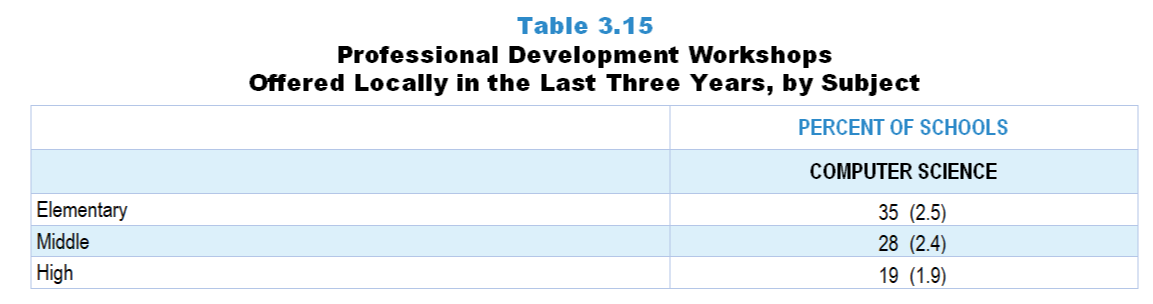 Table 3.15
Professional Development Workshops
Offered Locally in the Last Three Years, by Subject
PERCENT OF SCHOOLS
COMPUTER SCIENCE
Elementary 35 (2.5)
Middle 28 (2.4)
High 19 (1.9)